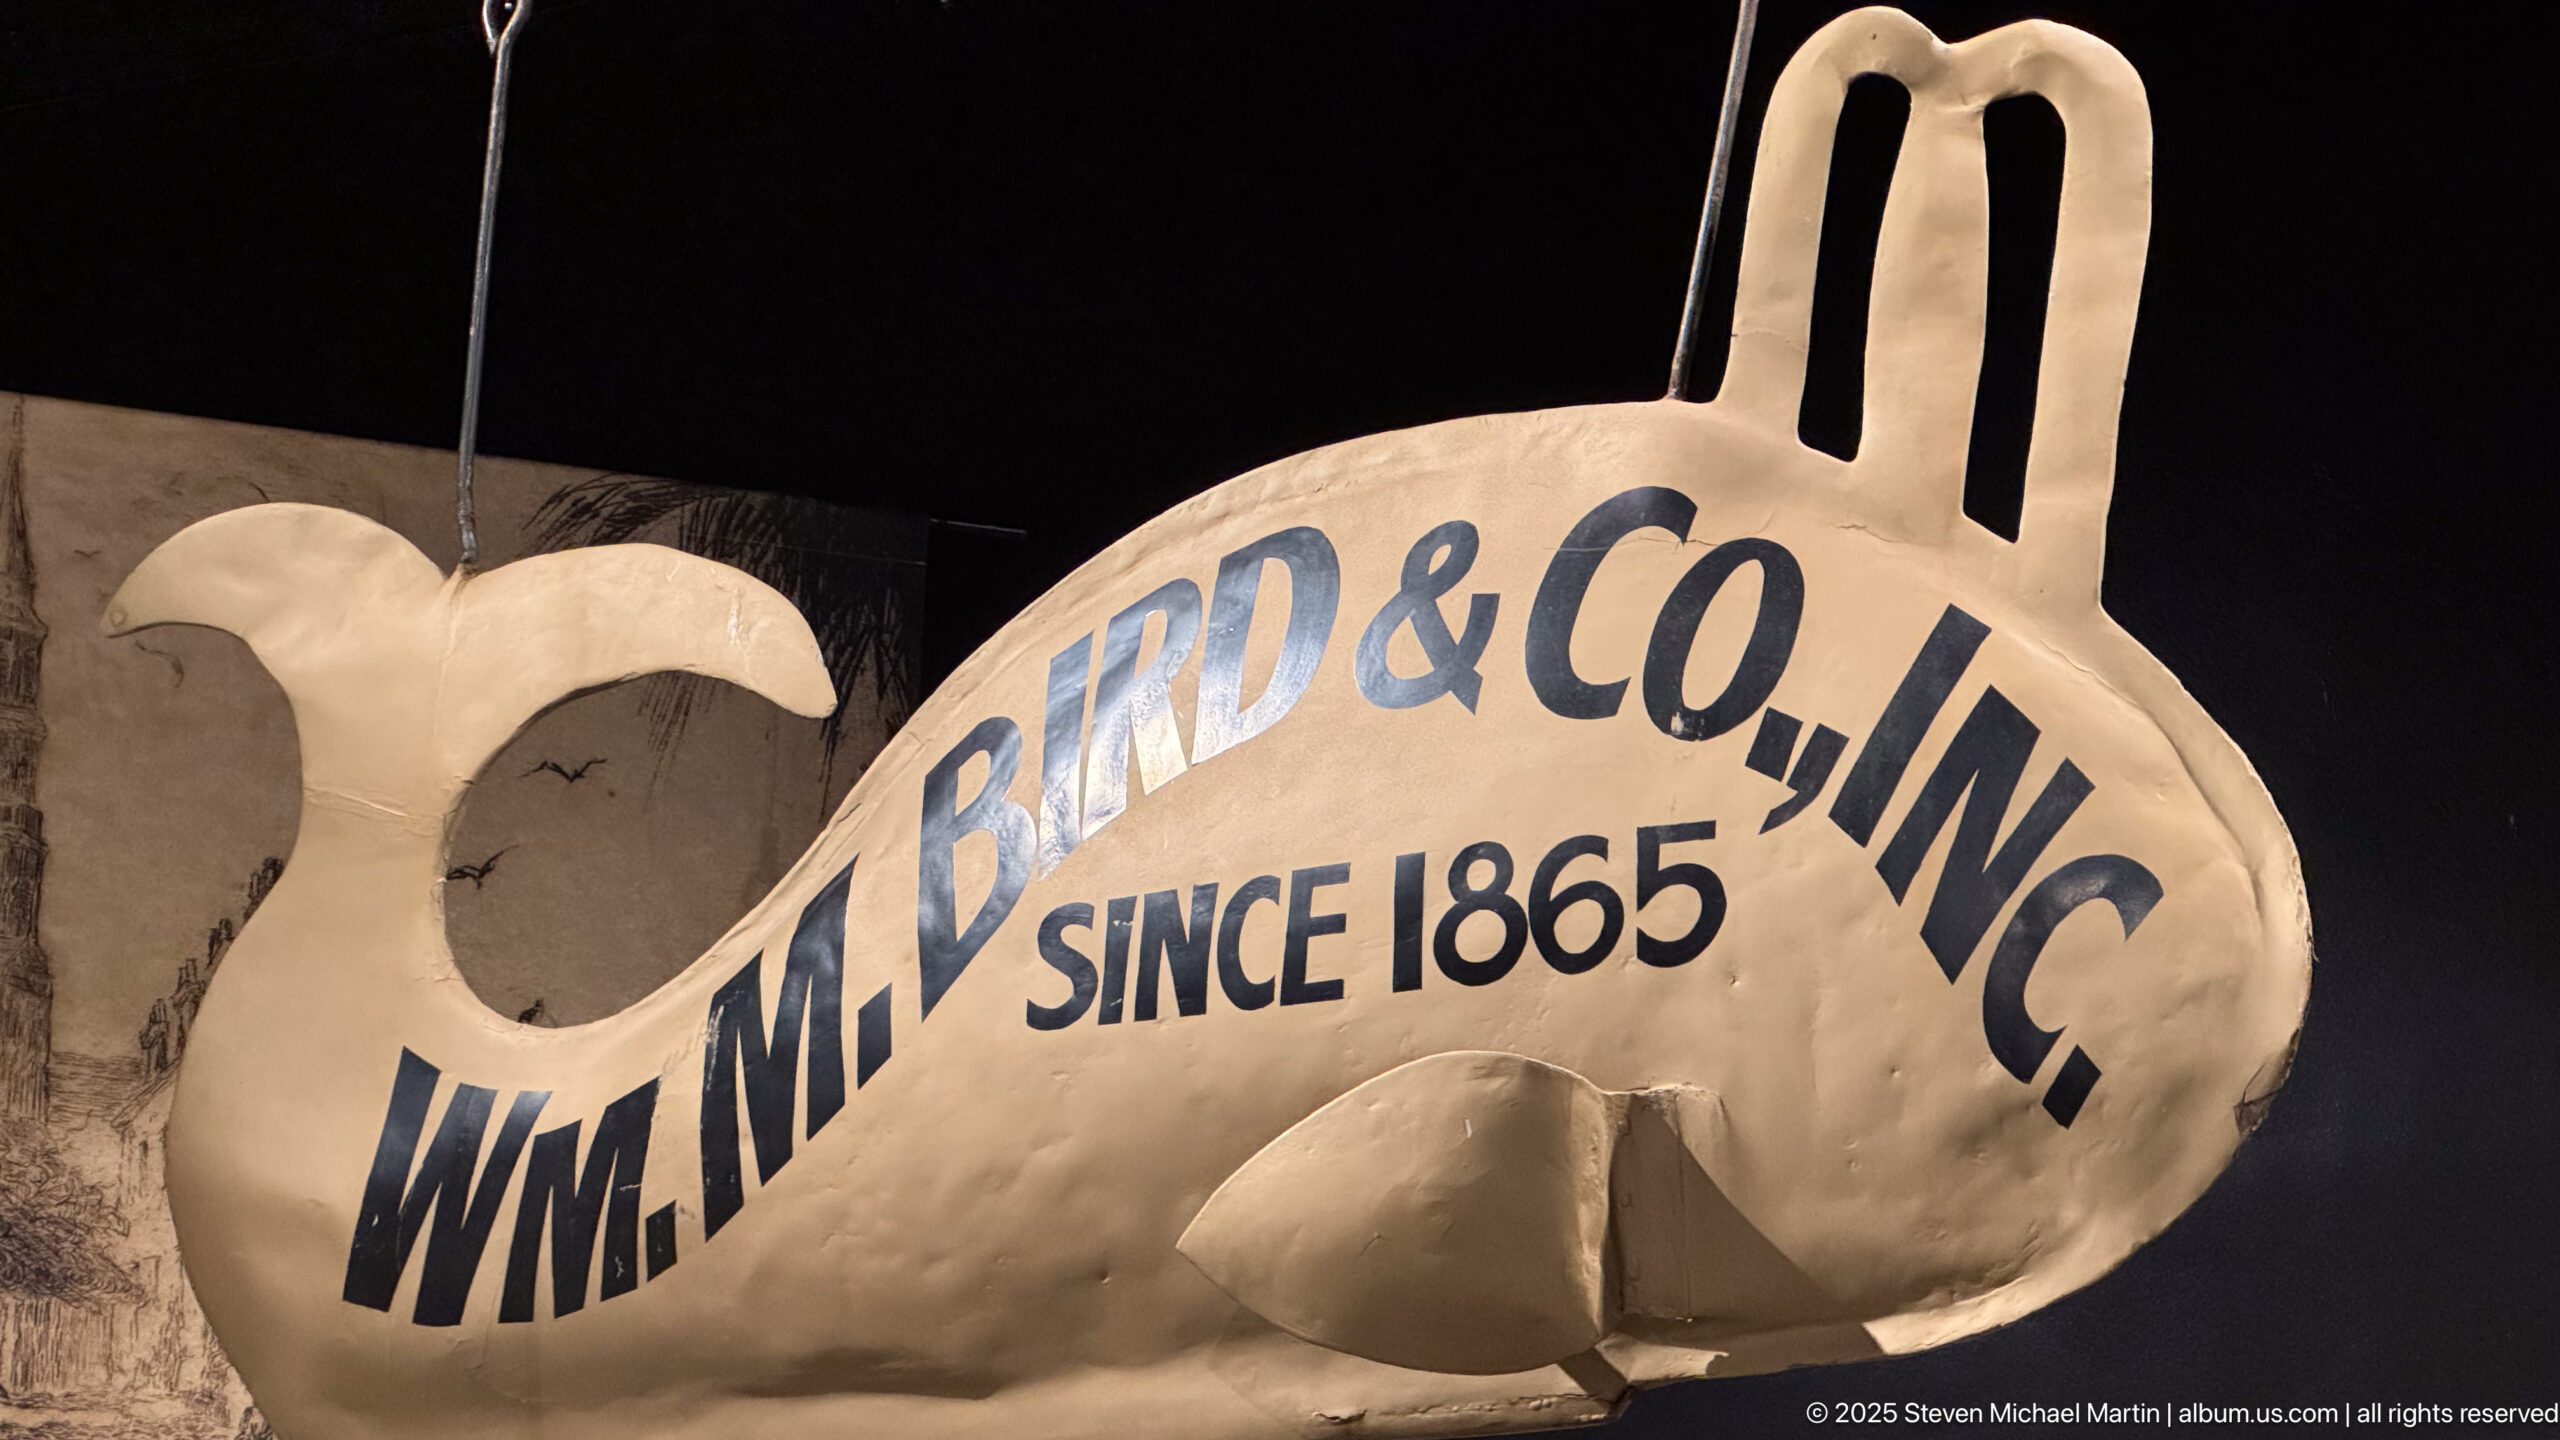 WM. M. BIRD & CO., INC.
SINCE 1865
© 2025 Steven Michael Martin | album.us.com | all rights reserved